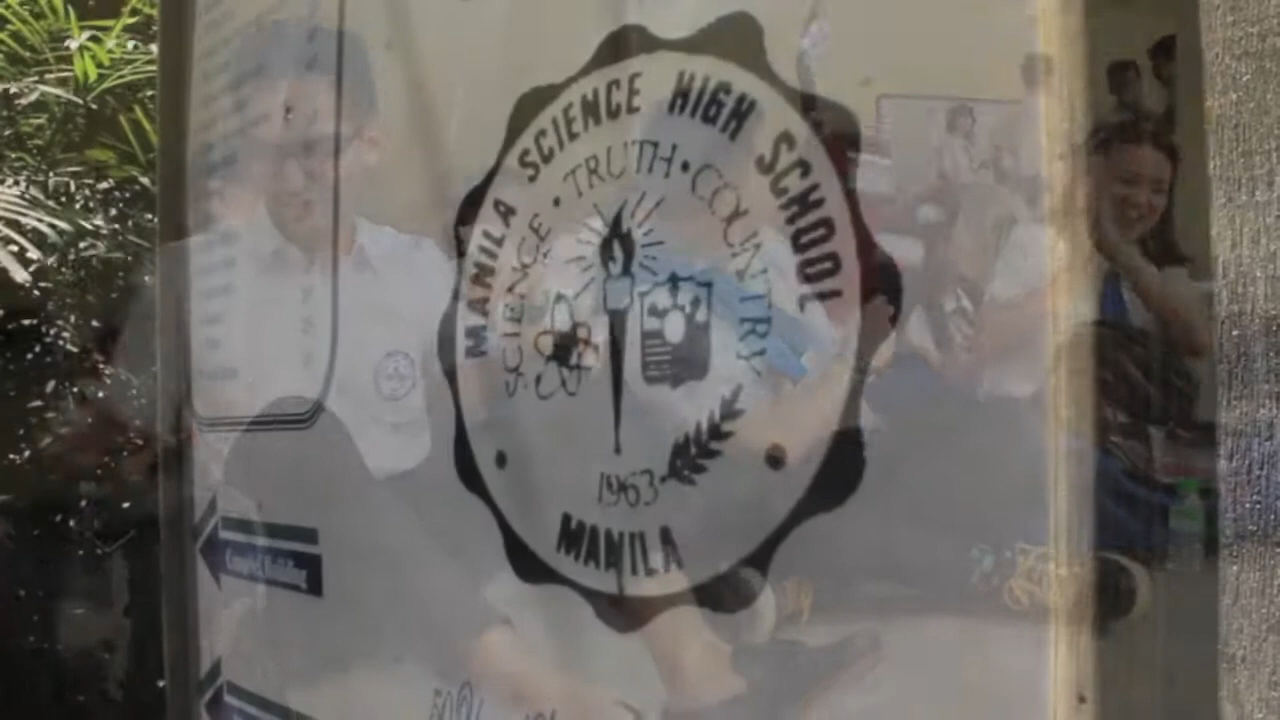 MANILA SCIENCE HIGH SCHOOL
SCIENCE • TRUTH • COUNTRY
1963
MANILA